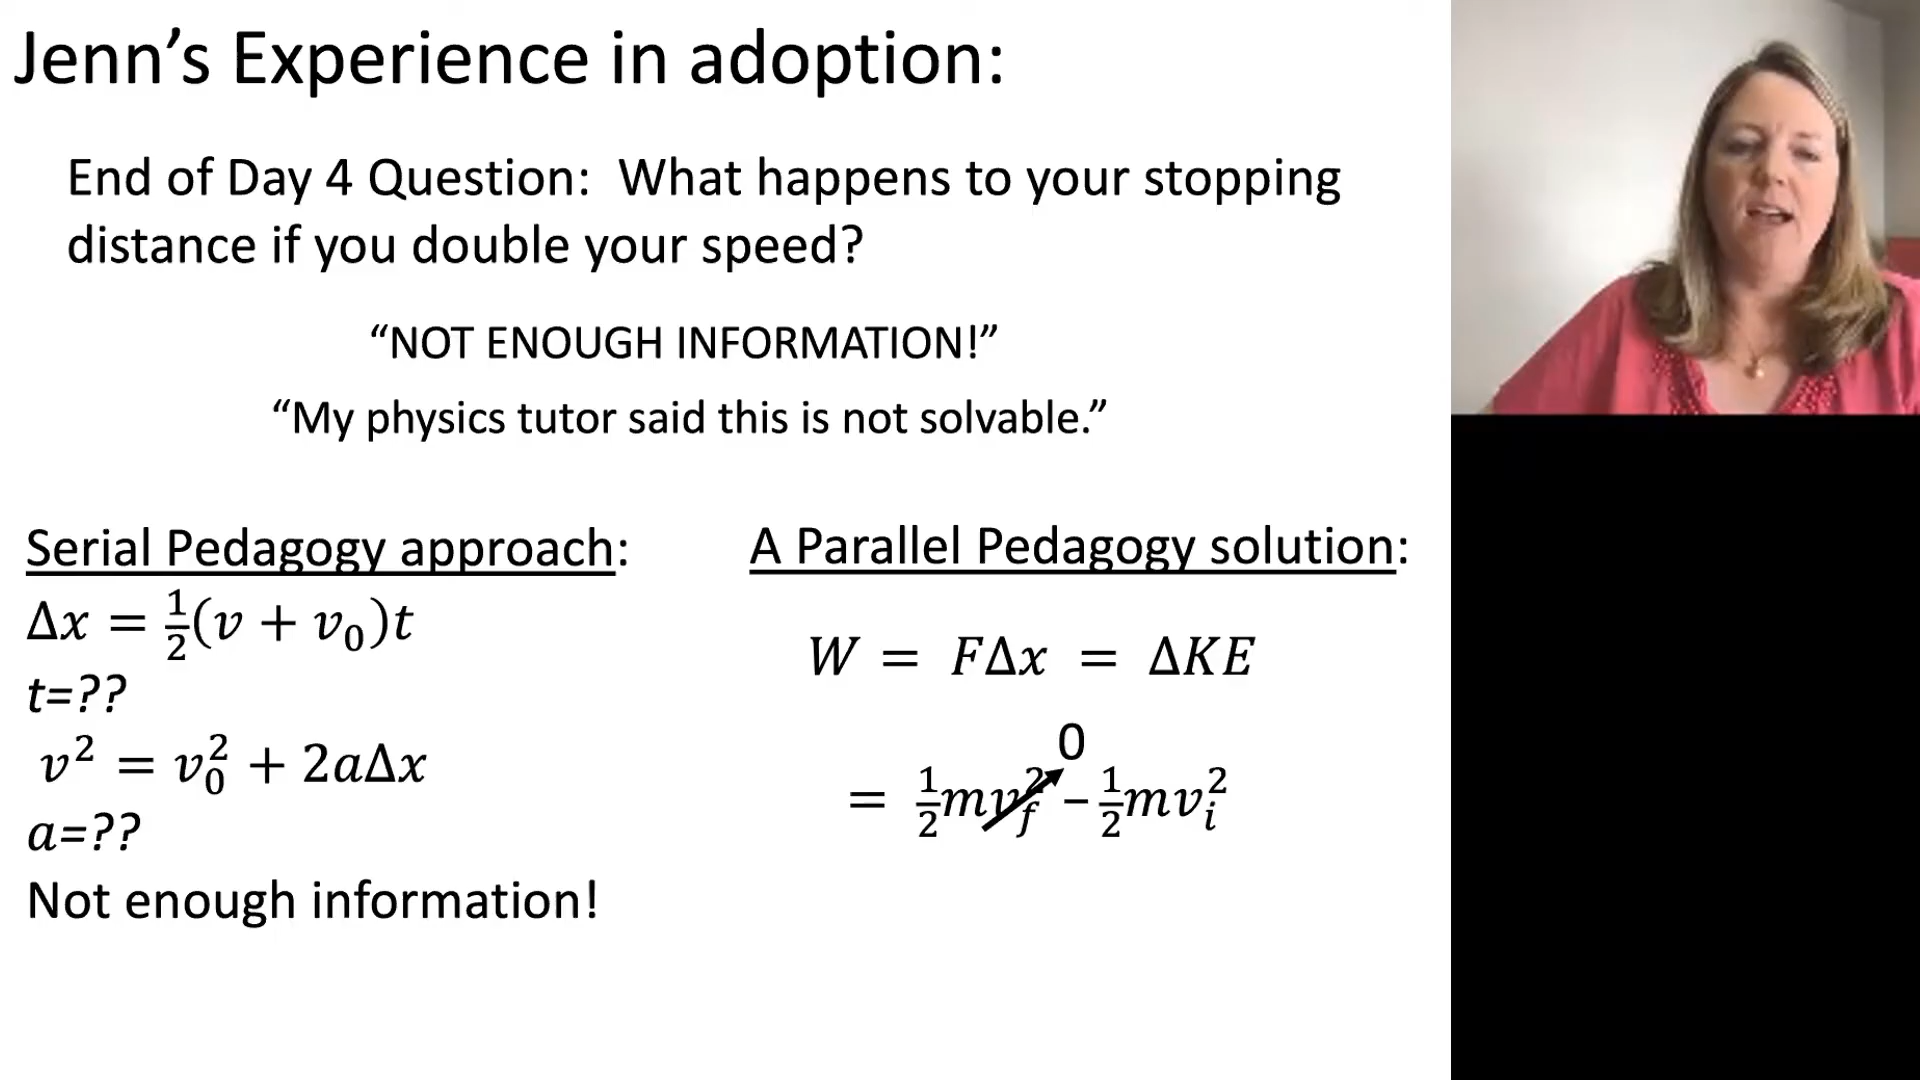 Jenn’s Experience in adoption:
End of Day 4 Question:  What happens to your stopping
distance if you double your speed?
“NOT ENOUGH INFORMATION!”
“My physics tutor said this is not solvable.”
Serial Pedagogy approach:
Δx = ½(v + v₀)t
t=??
v² = v₀² + 2aΔx
a=??
Not enough information!
A Parallel Pedagogy solution:
W = FΔx = ΔKE
0
= ½mv_f² – ½mv_i²